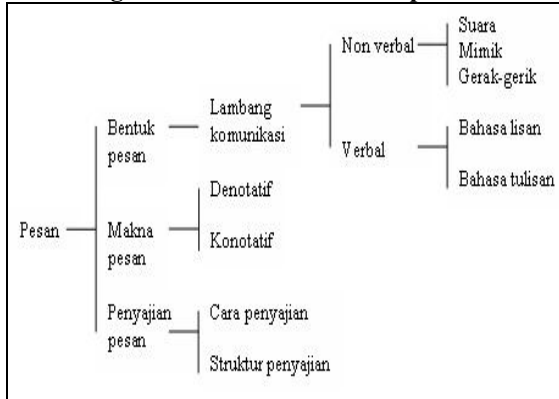 Non verbal
Suara
Mimik
Gerak-gerik
Lambang
komunikasi
Bentuk
pesan
Verbal
Bahasa lisan
Bahasa tulisan
Denotatif
Pesan
Makna
pesan
Konotatif
Penyajian
pesan
Cara penyajian
Struktur penyajian